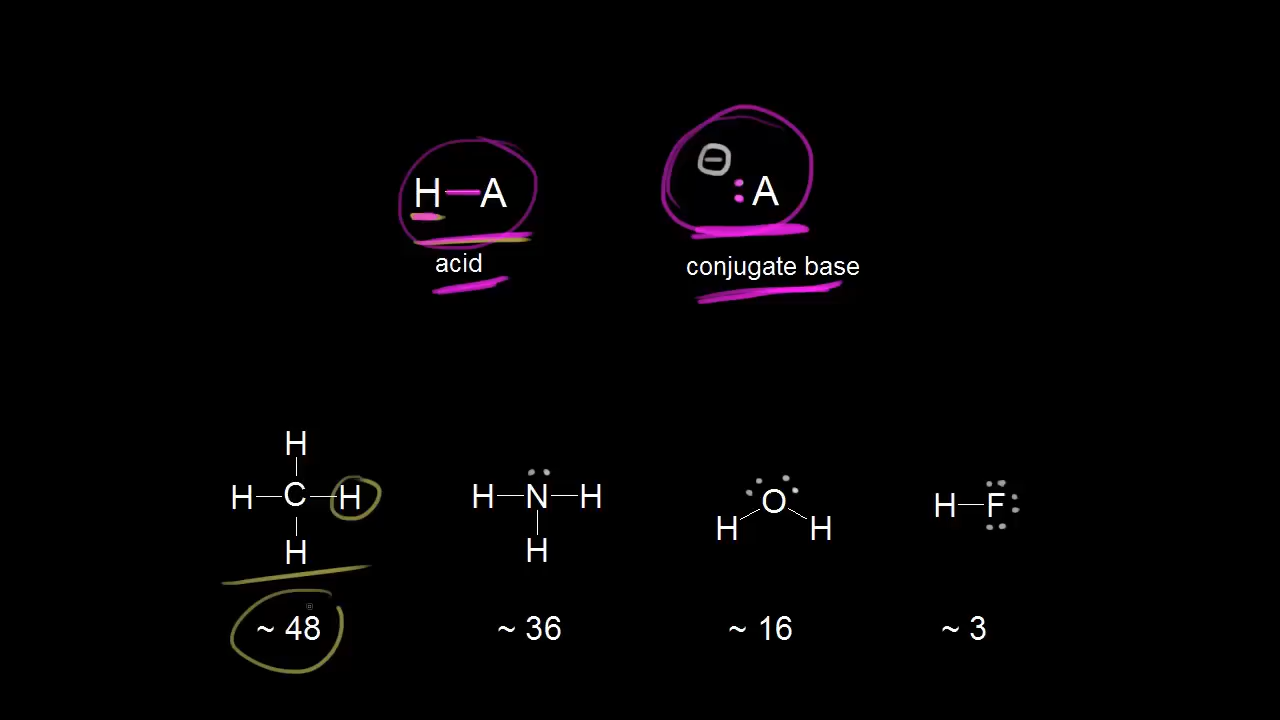 H—A
⊖
:A
acid
conjugate base
H
H—C—H
H
H—N—H
H
O
H H
H—F
~ 48
~ 36
~ 16
~ 3